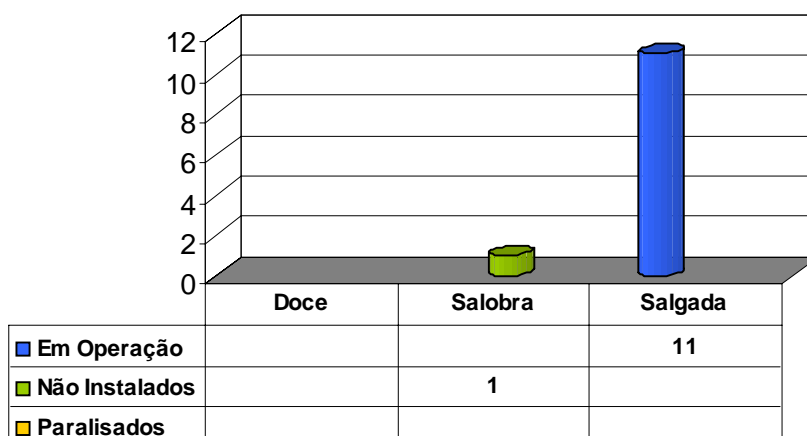 12
10
8
6
4
2
0
Doce Salobra Salgada
Em Operação 11
Não Instalados 1
Paralisados